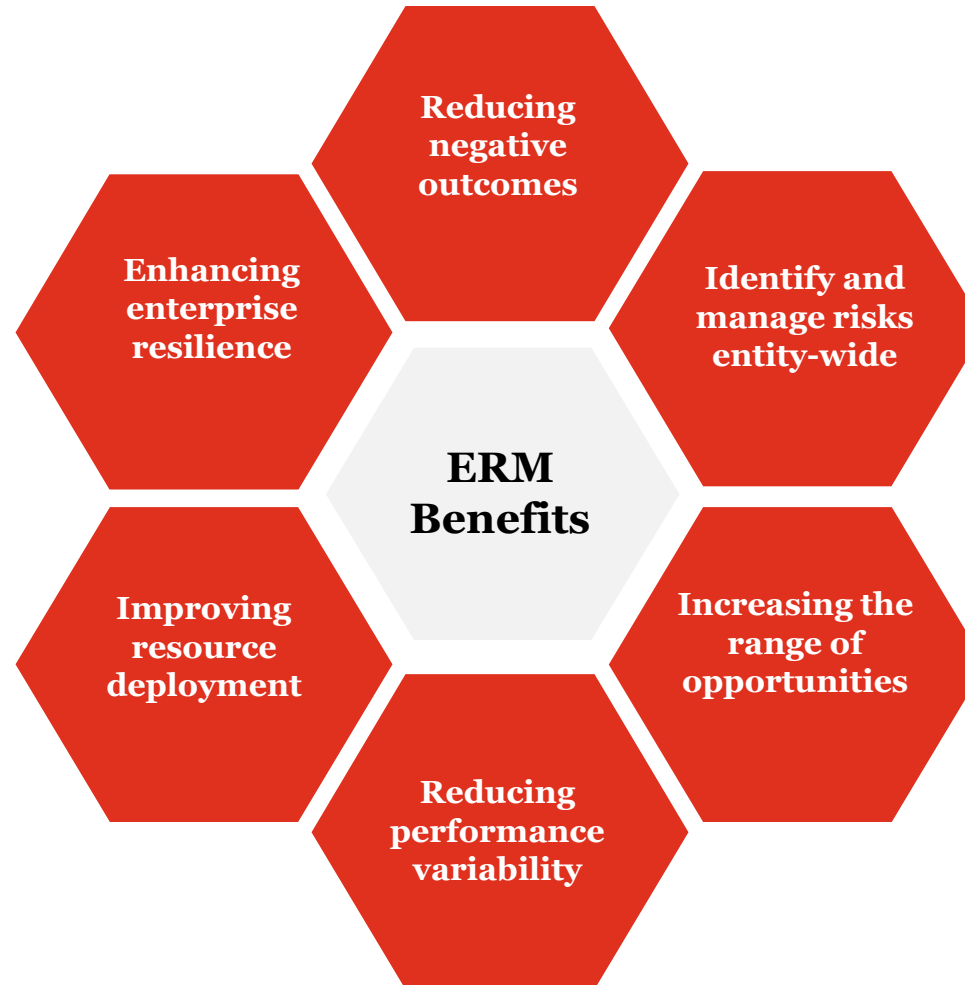 Reducing
negative
outcomes
Enhancing
enterprise
resilience
Identify and
manage risks
entity-wide
ERM
Benefits
Improving
resource
deployment
Increasing the
range of
opportunities
Reducing
performance
variability